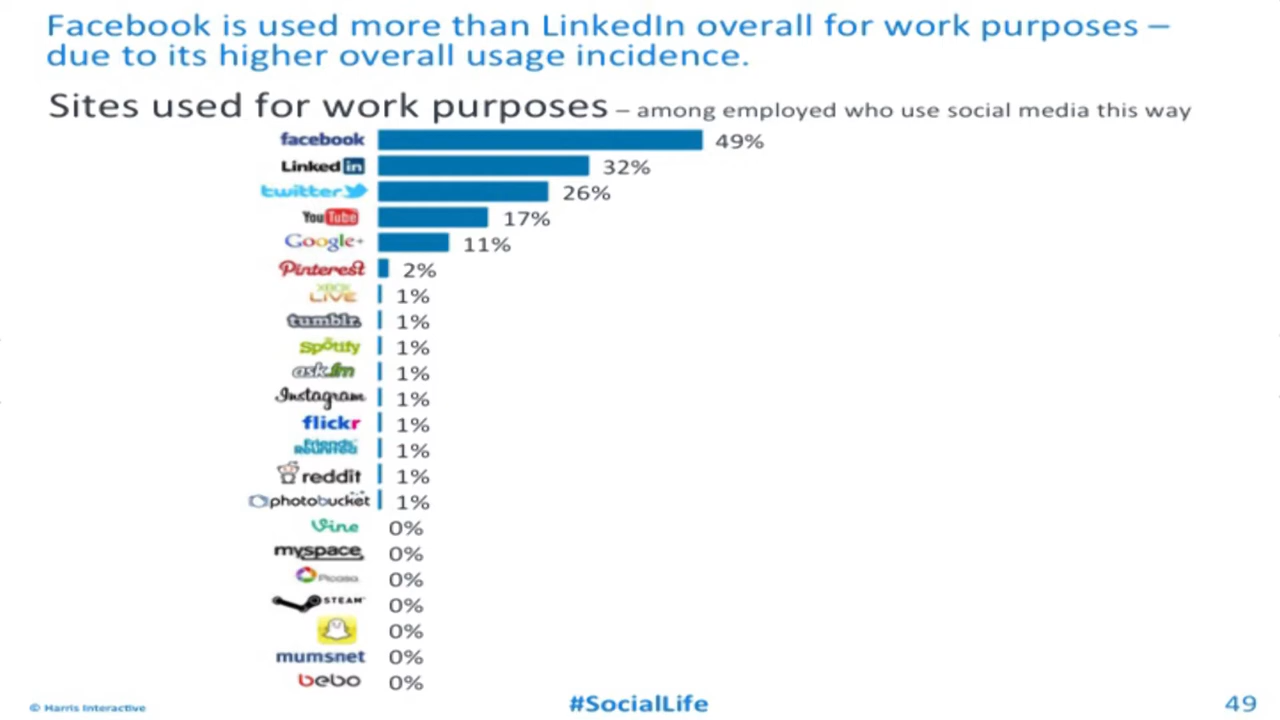 Facebook is used more than LinkedIn overall for work purposes –
due to its higher overall usage incidence.
Sites used for work purposes – among employed who use social media this way
facebook 49%
Linked in 32%
twitter 26%
YouTube 17%
Google+ 11%
Pinterest 2%
XBOX LIVE 1%
tumblr. 1%
Spotify 1%
ask.fm 1%
Instagram 1%
flickr 1%
Friends Reunited 1%
reddit 1%
photobucket 1%
Vine 0%
myspace 0%
Picasa 0%
STEAM 0%
0%
mumsnet 0%
bebo 0%
© Harris Interactive #SocialLife 49